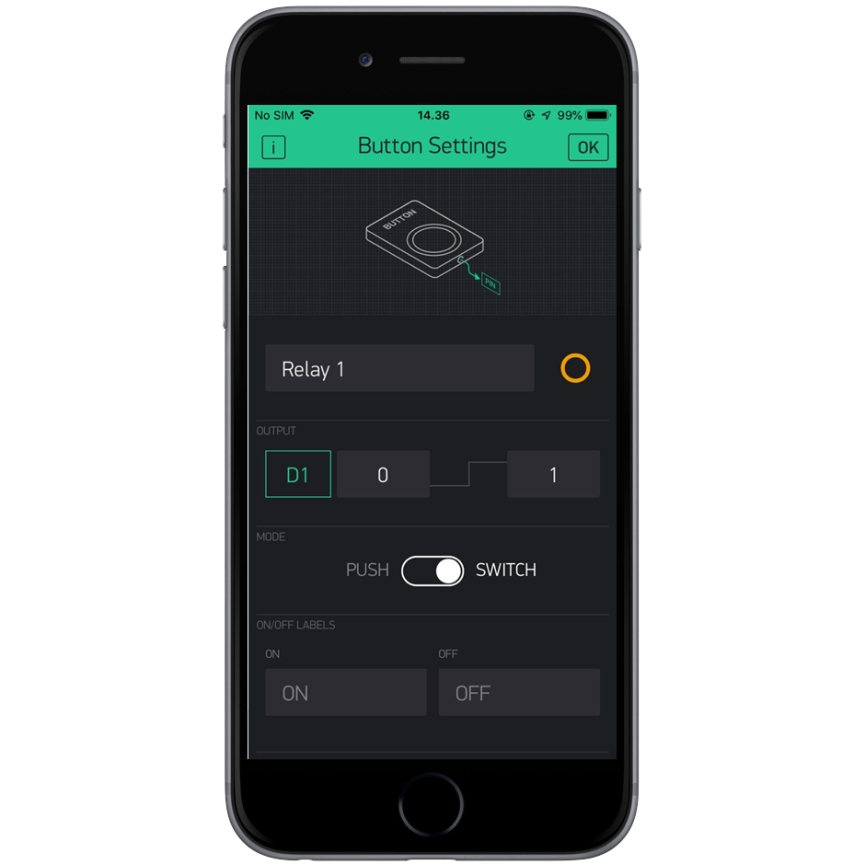 No SIM 14.36 99%
i Button Settings OK
BUTTON
PIN
Relay 1
OUTPUT
D1 0 1
MODE
PUSH SWITCH
ON/OFF LABELS
ON OFF
ON OFF